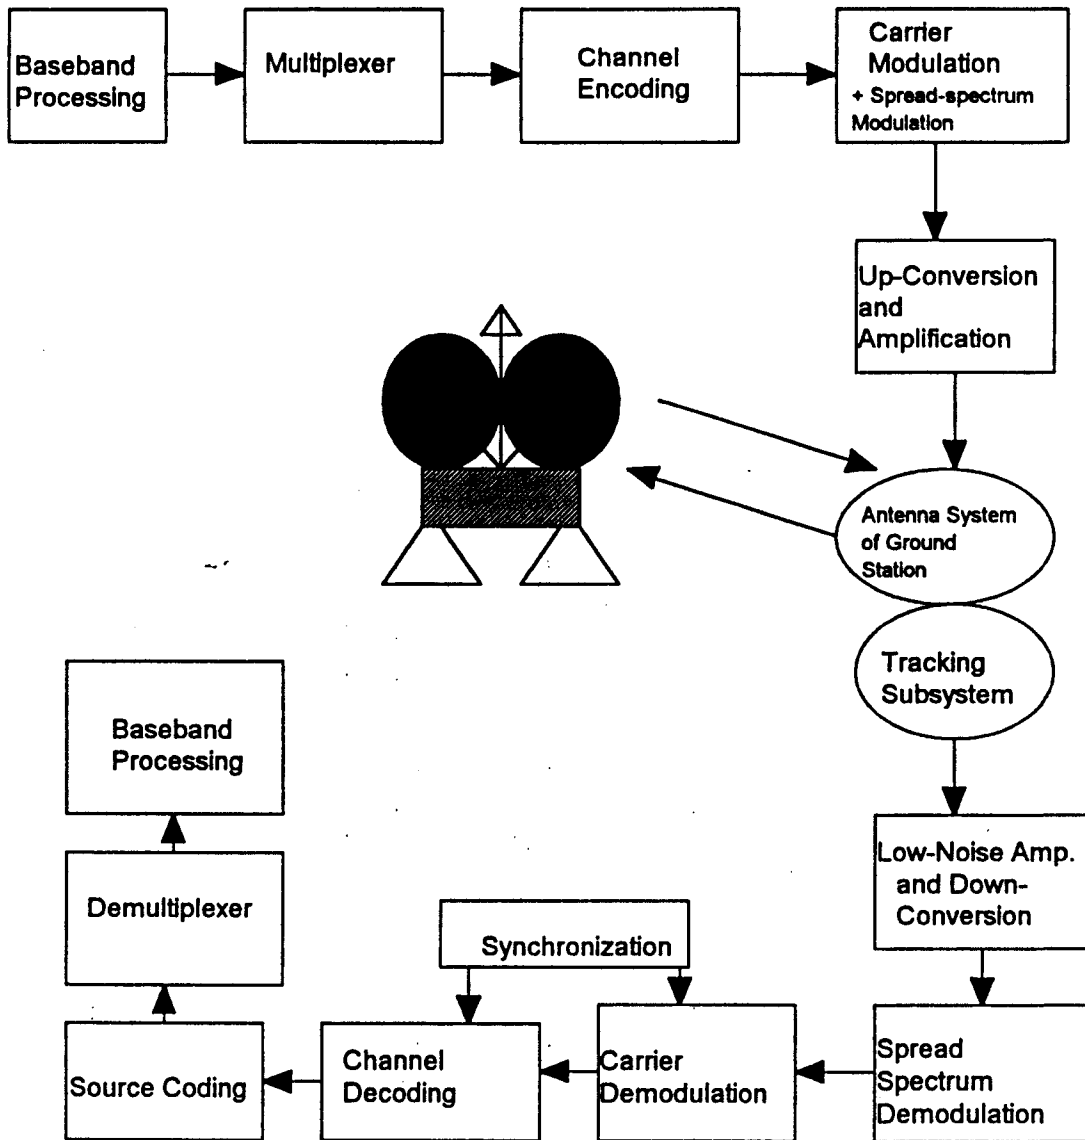 Baseband
Processing
Multiplexer
Channel
Encoding
Carrier
Modulation
+ Spread-spectrum
Modulation
Up-Conversion
and
Amplification
Antenna System
of Ground
Station
Tracking
Subsystem
Low-Noise Amp.
and Down-
Conversion
Spread
Spectrum
Demodulation
Carrier
Demodulation
Synchronization
Channel
Decoding
Source Coding
Demultiplexer
Baseband
Processing